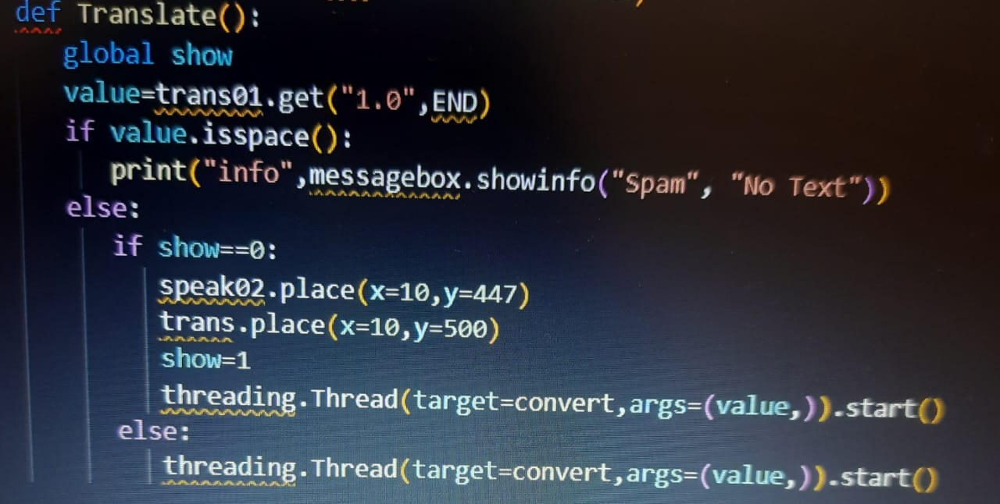 def Translate():
    global show
    value=trans01.get("1.0",END)
    if value.isspace():
        print("info",messagebox.showinfo("Spam", "No Text"))
    else:
        if show==0:
            speak02.place(x=10,y=447)
            trans.place(x=10,y=500)
            show=1
            threading.Thread(target=convert,args=(value,)).start()
        else:
            threading.Thread(target=convert,args=(value,)).start()